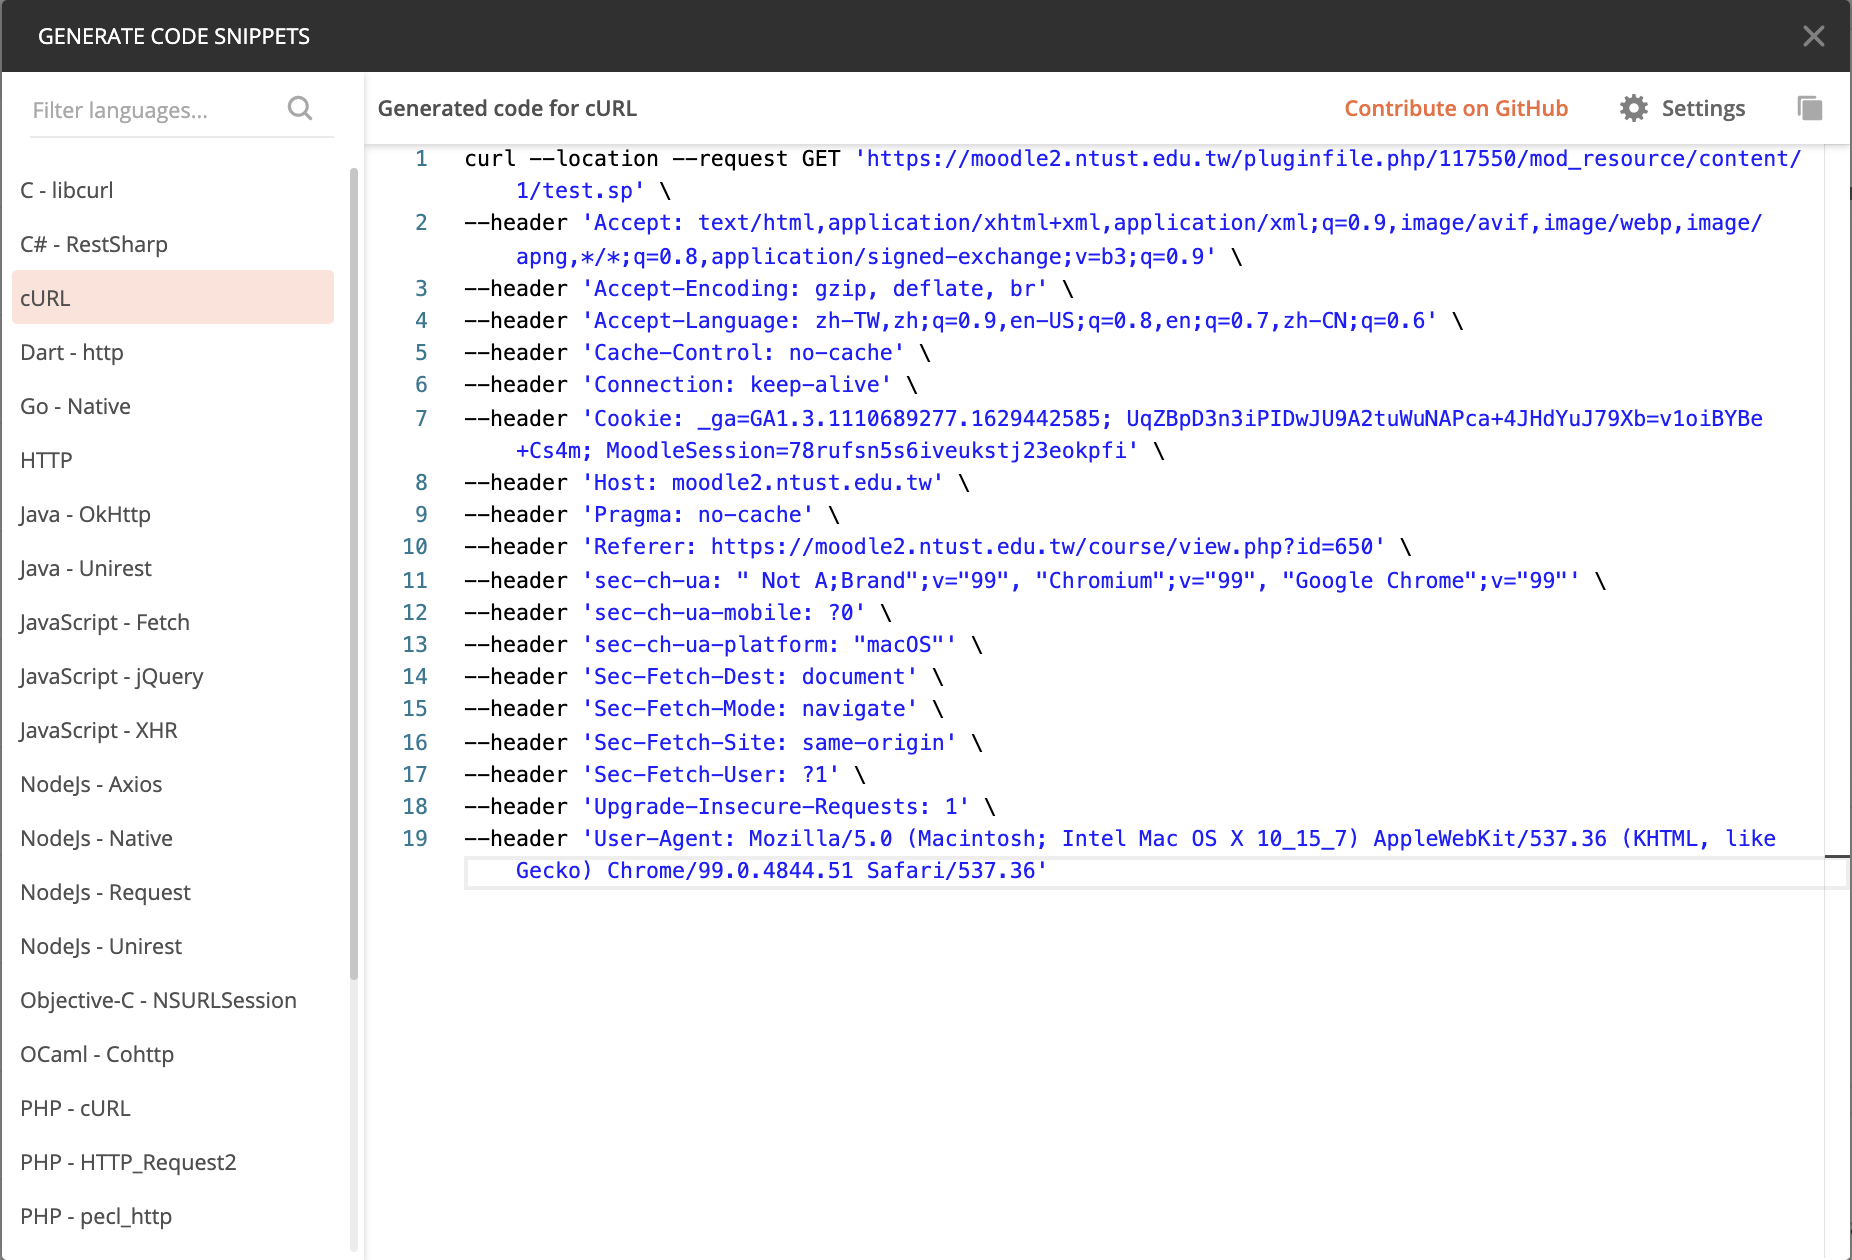 GENERATE CODE SNIPPETS
Filter languages...
C - libcurl
C# - RestSharp
cURL
Dart - http
Go - Native
HTTP
Java - OkHttp
Java - Unirest
JavaScript - Fetch
JavaScript - jQuery
JavaScript - XHR
NodeJs - Axios
NodeJs - Native
NodeJs - Request
NodeJs - Unirest
Objective-C - NSURLSession
OCaml - Cohttp
PHP - cURL
PHP - HTTP_Request2
PHP - pecl_http
Generated code for cURL
Contribute on GitHub
Settings
1 curl --location --request GET 'https://moodle2.ntust.edu.tw/pluginfile.php/117550/mod_resource/content/
1/test.sp' \
2 --header 'Accept: text/html,application/xhtml+xml,application/xml;q=0.9,image/avif,image/webp,image/
apng,*/*;q=0.8,application/signed-exchange;v=b3;q=0.9' \
3 --header 'Accept-Encoding: gzip, deflate, br' \
4 --header 'Accept-Language: zh-TW,zh;q=0.9,en-US;q=0.8,en;q=0.7,zh-CN;q=0.6' \
5 --header 'Cache-Control: no-cache' \
6 --header 'Connection: keep-alive' \
7 --header 'Cookie: _ga=GA1.3.1110689277.1629442585; UqZBpD3n3iPIDwJU9A2tuWuNAPca+4JHdYuJ79Xb=v1oiBYBe
+Cs4m; MoodleSession=78rufsn5s6iveukstj23eokpfi' \
8 --header 'Host: moodle2.ntust.edu.tw' \
9 --header 'Pragma: no-cache' \
10 --header 'Referer: https://moodle2.ntust.edu.tw/course/view.php?id=650' \
11 --header 'sec-ch-ua: " Not A;Brand";v="99", "Chromium";v="99", "Google Chrome";v="99"' \
12 --header 'sec-ch-ua-mobile: ?0' \
13 --header 'sec-ch-ua-platform: "macOS"' \
14 --header 'Sec-Fetch-Dest: document' \
15 --header 'Sec-Fetch-Mode: navigate' \
16 --header 'Sec-Fetch-Site: same-origin' \
17 --header 'Sec-Fetch-User: ?1' \
18 --header 'Upgrade-Insecure-Requests: 1' \
19 --header 'User-Agent: Mozilla/5.0 (Macintosh; Intel Mac OS X 10_15_7) AppleWebKit/537.36 (KHTML, like
Gecko) Chrome/99.0.4844.51 Safari/537.36'